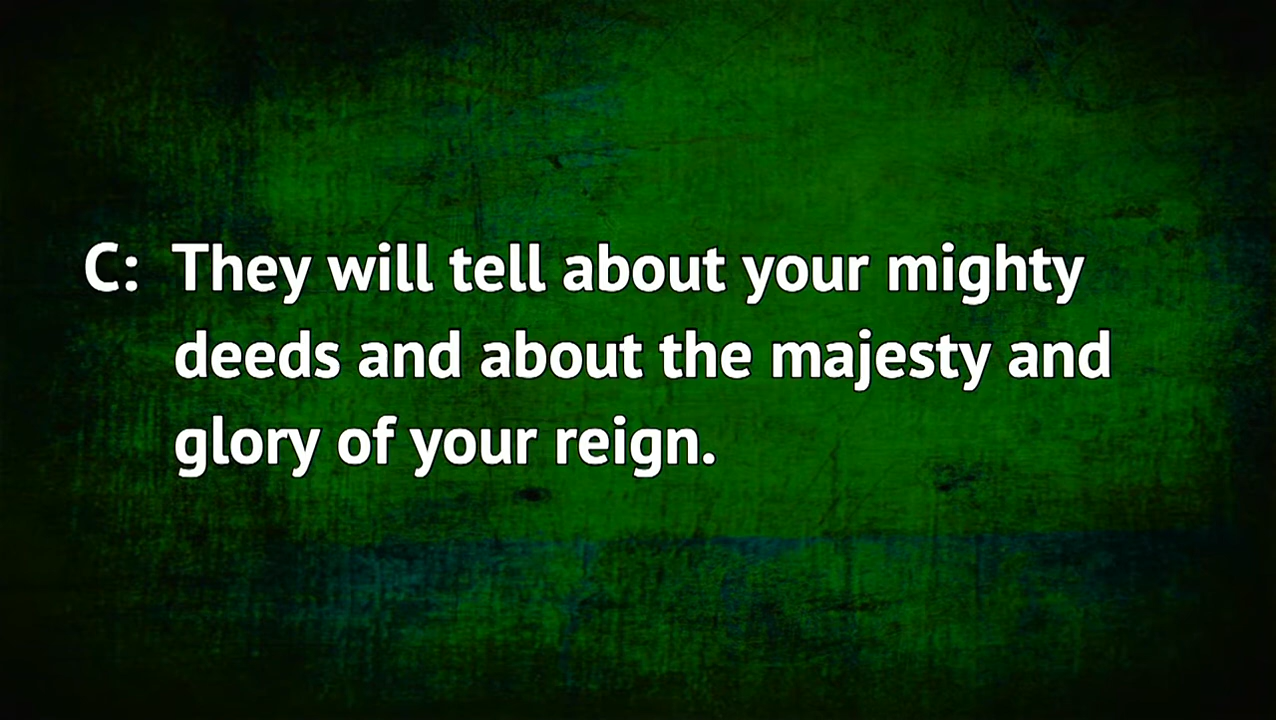 C: They will tell about your mighty
deeds and about the majesty and
glory of your reign.